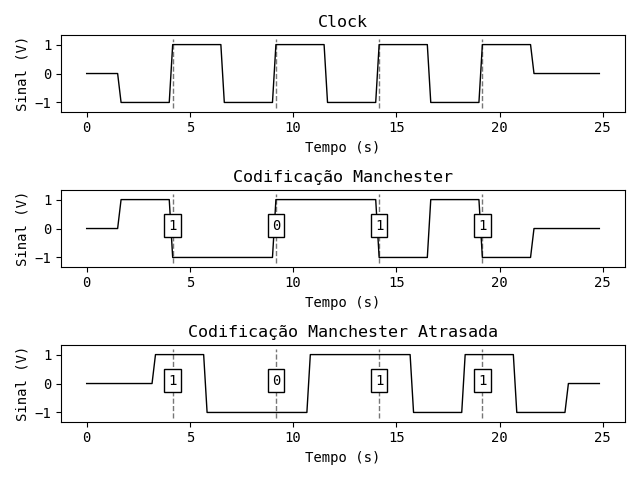 Clock
Sinal (V)
1
0
−1
0 5 10 15 20 25
Tempo (s)
Codificação Manchester
Sinal (V)
1
0
−1
1 0 1 1
0 5 10 15 20 25
Tempo (s)
Codificação Manchester Atrasada
Sinal (V)
1
0
−1
1 0 1 1
0 5 10 15 20 25
Tempo (s)